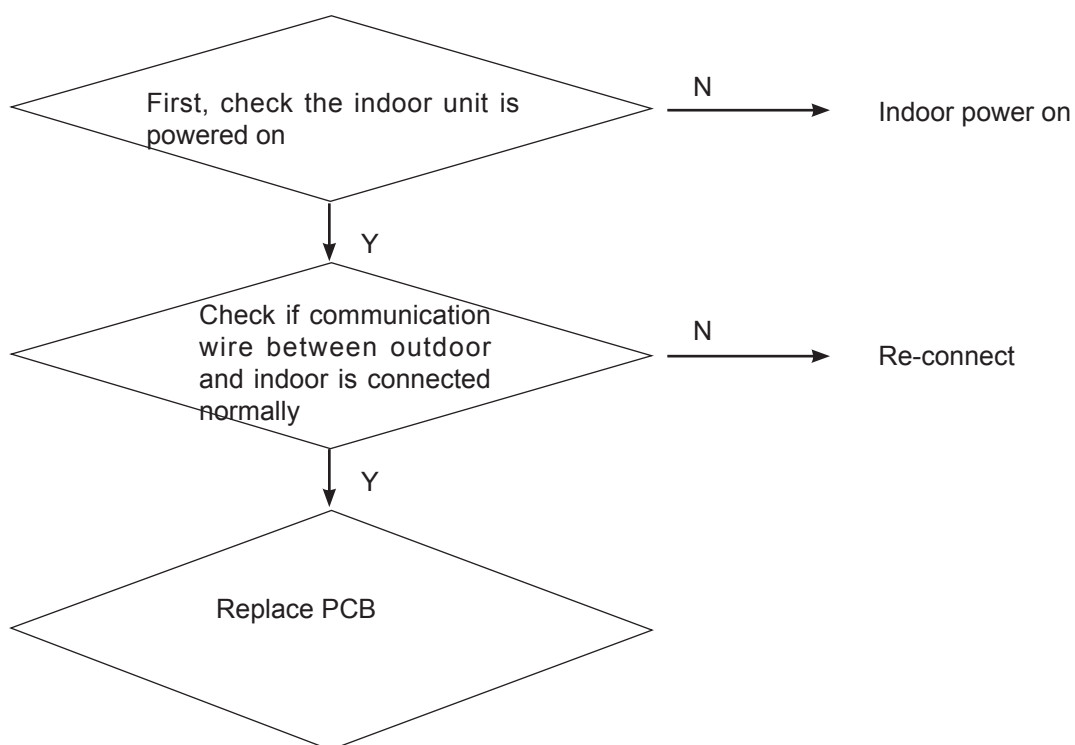 First, check the indoor unit is
powered on
N
Indoor power on
Y
Check if communication
wire between outdoor
and indoor is connected
normally
N
Re-connect
Y
Replace PCB